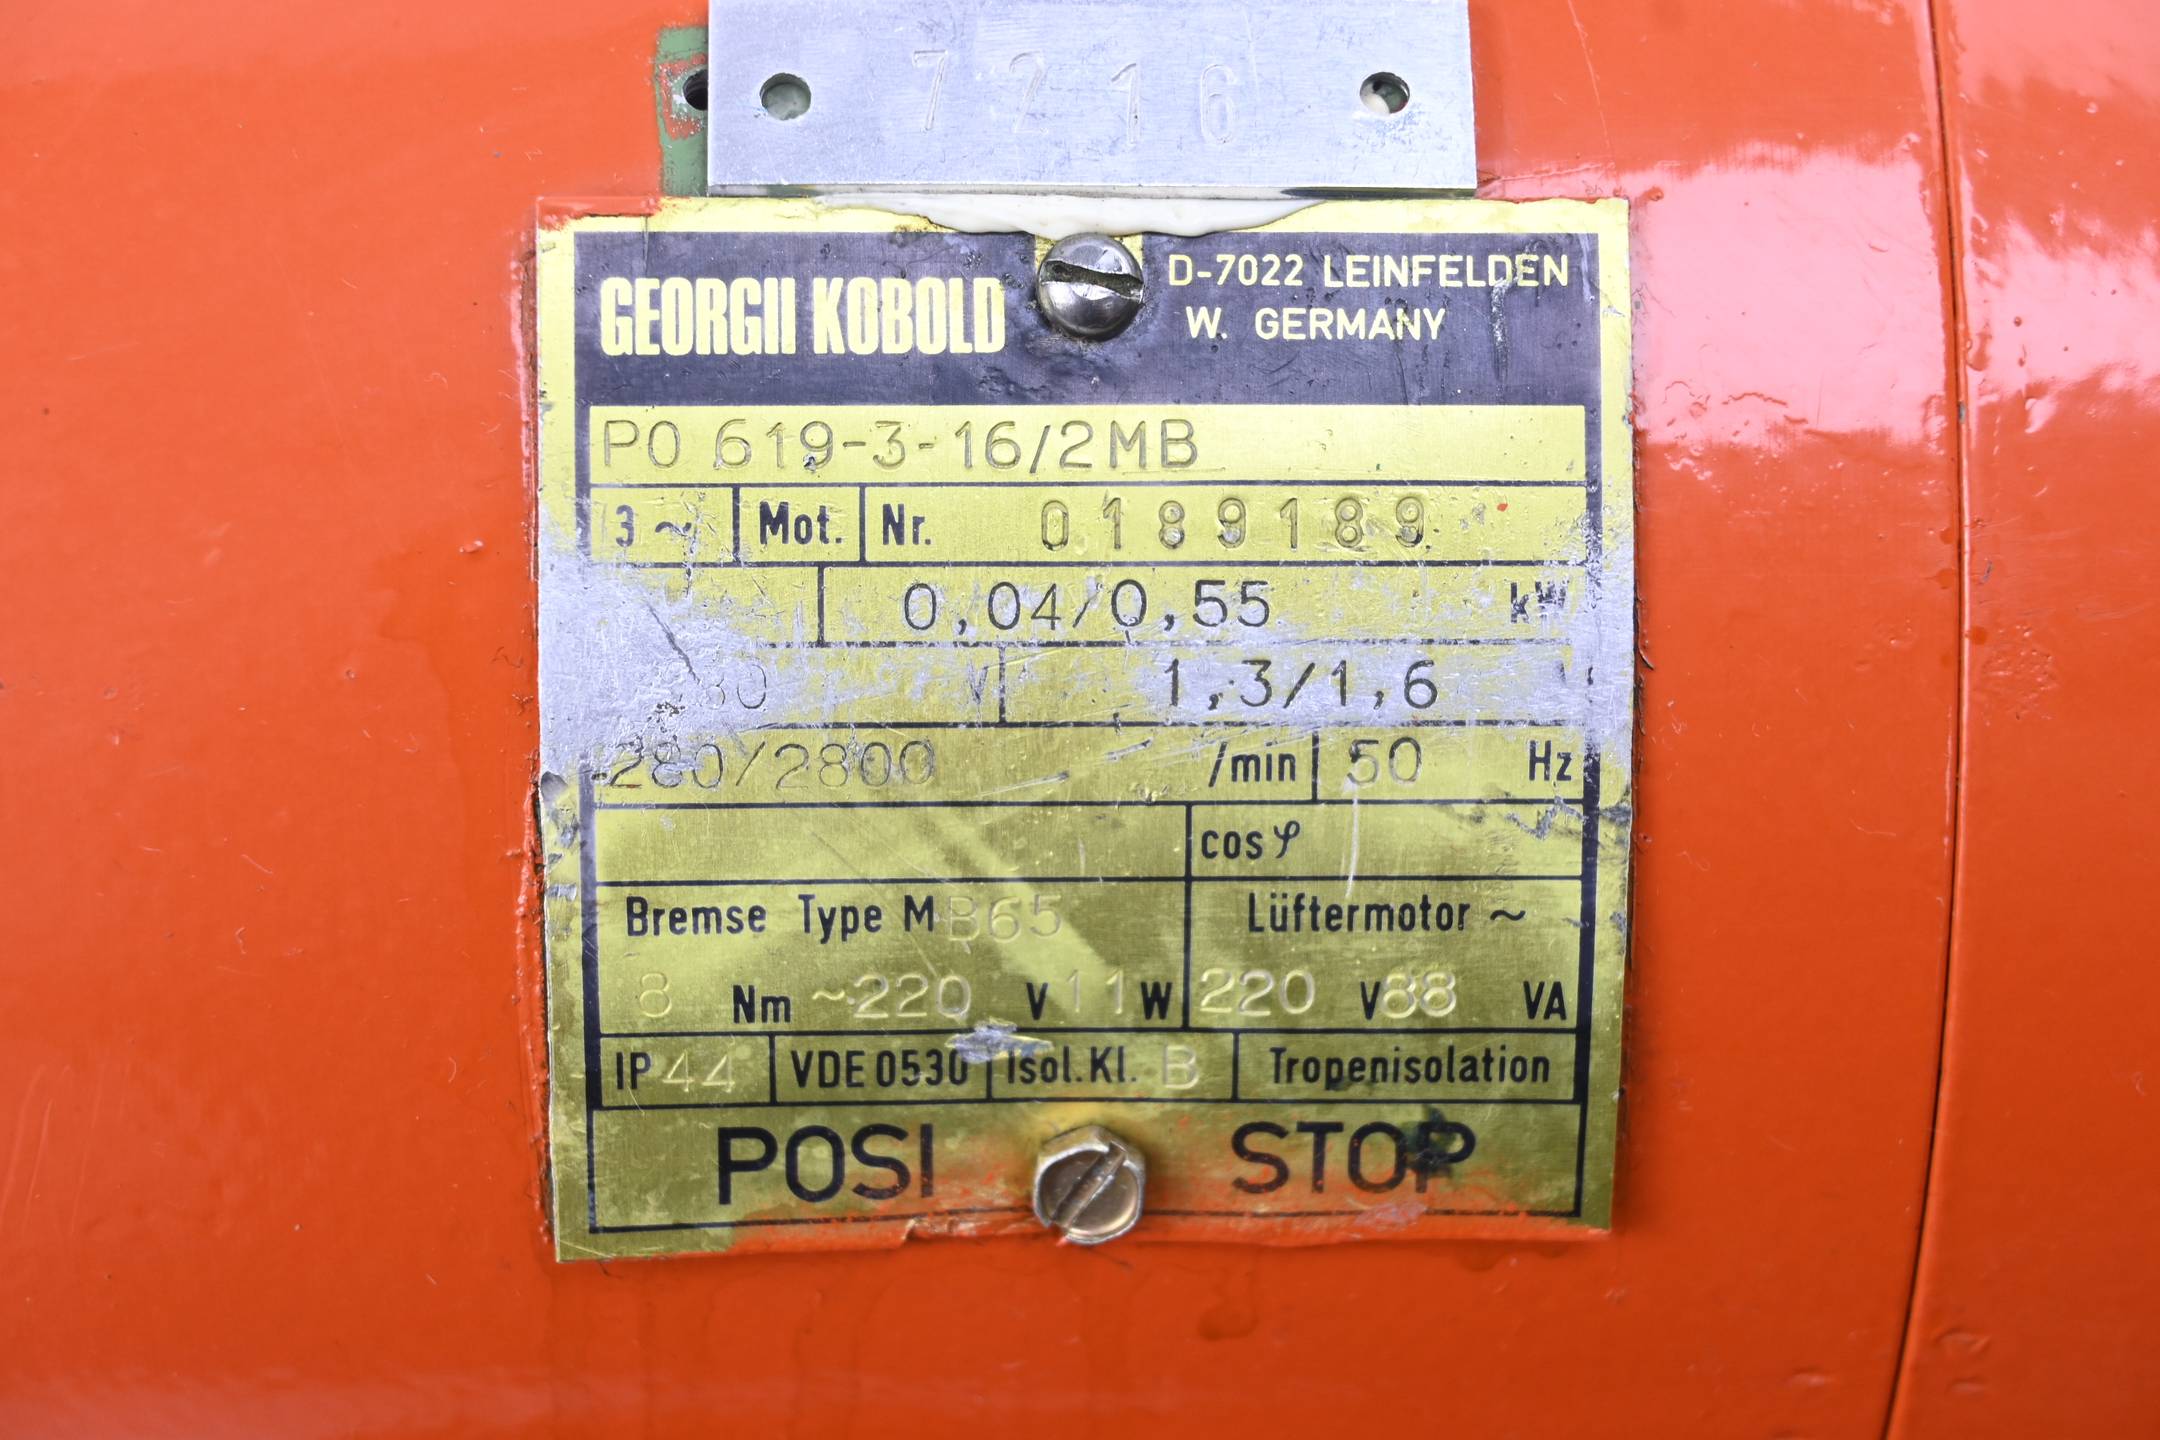 7216
GEORGII KOBOLD
D-7022 LEINFELDEN
W. GERMANY
PO 619-3-16/2MB
3 ~ Mot. Nr. 0189189
0,04/0,55 kW
V 1,3/1,6
280/2800 /min 50 Hz
cos φ
Bremse Type MB65 Lüftermotor ~
8 Nm ~220 V 11 W 220 V 88 VA
IP 44 VDE 0530 Isol.Kl. B Tropenisolation
POSI STOP